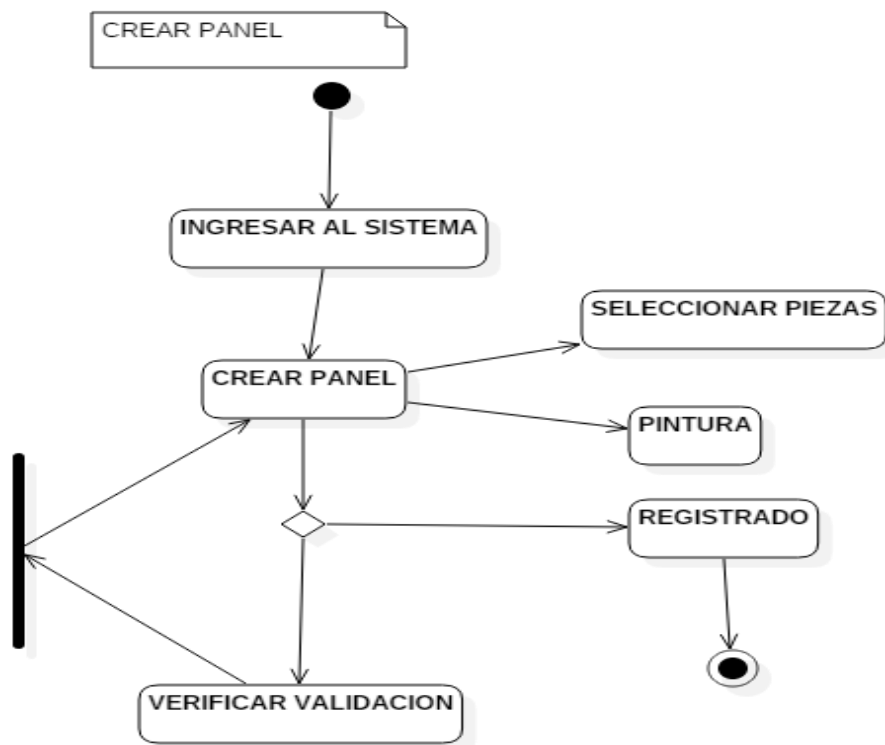 CREAR PANEL
INGRESAR AL SISTEMA
SELECCIONAR PIEZAS
CREAR PANEL
PINTURA
REGISTRADO
VERIFICAR VALIDACION